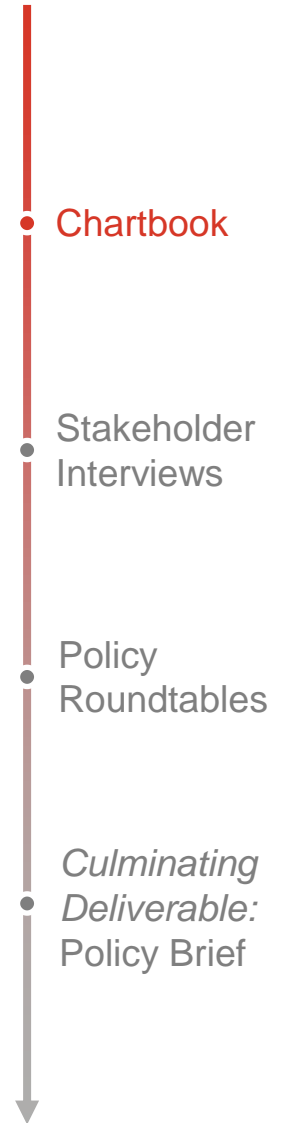 Chartbook
Stakeholder
Interviews
Policy
Roundtables
Culminating
Deliverable:
Policy Brief